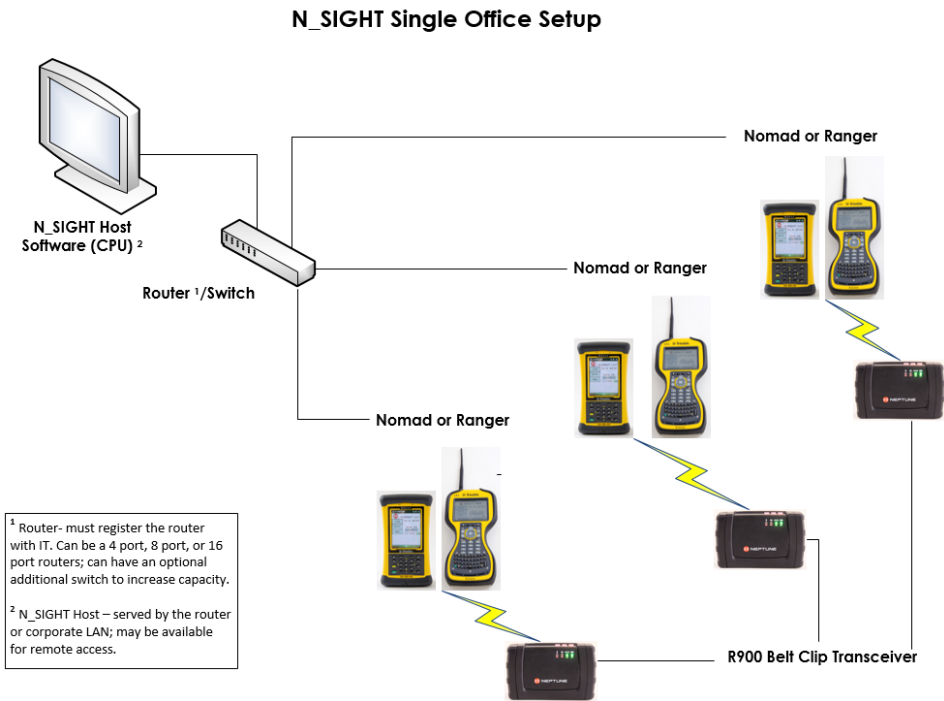 N_SIGHT Single Office Setup
Nomad or Ranger
N_SIGHT Host
Software (CPU) ²
Router ¹/Switch
Nomad or Ranger
Nomad or Ranger
NEPTUNE
NEPTUNE
NEPTUNE
R900 Belt Clip Transceiver
¹ Router- must register the router
with IT. Can be a 4 port, 8 port, or 16
port routers; can have an optional
additional switch to increase capacity.
² N_SIGHT Host – served by the router
or corporate LAN; may be available
for remote access.